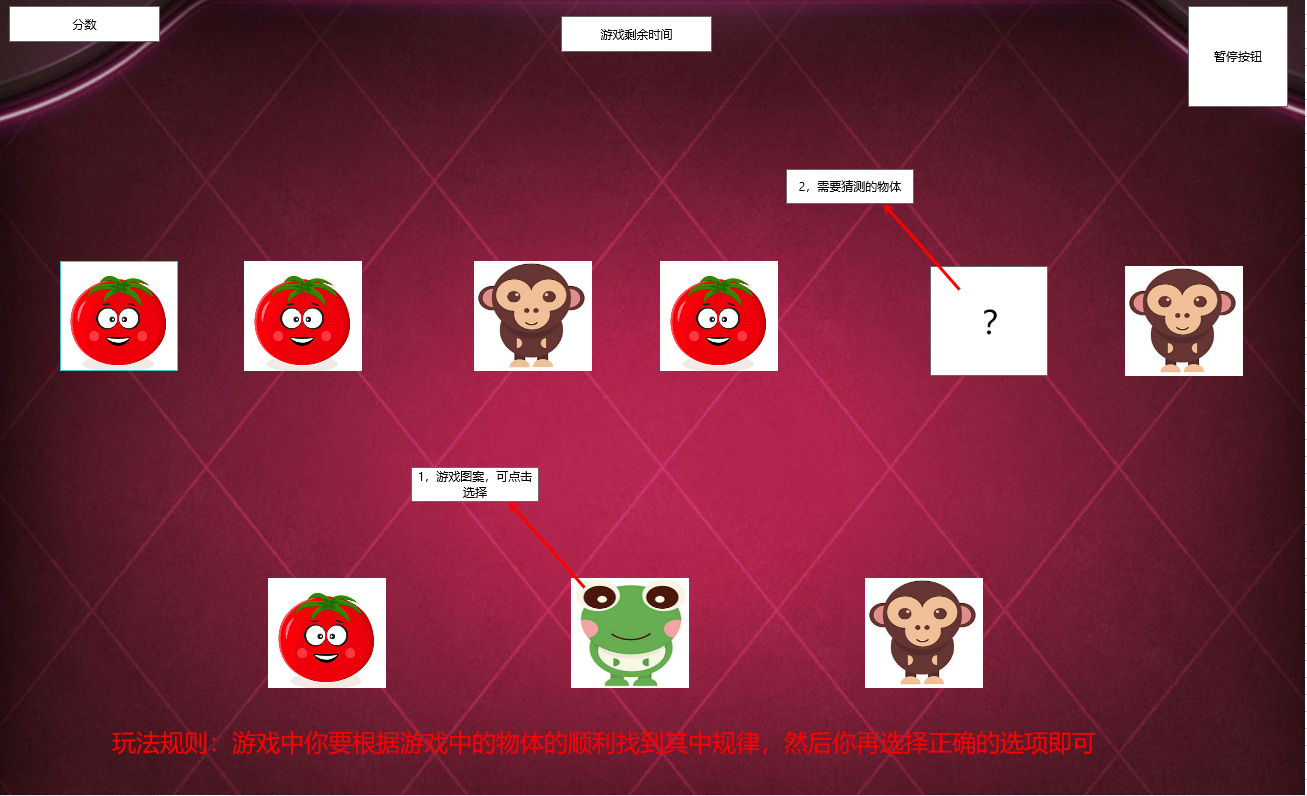 分数
游戏剩余时间
暂停按钮
2，需要猜测的物体
？
1，游戏图案，可点击
选择
玩法规则：游戏中你要根据游戏中的物体的顺利找到其中规律，然后你再选择正确的选项即可